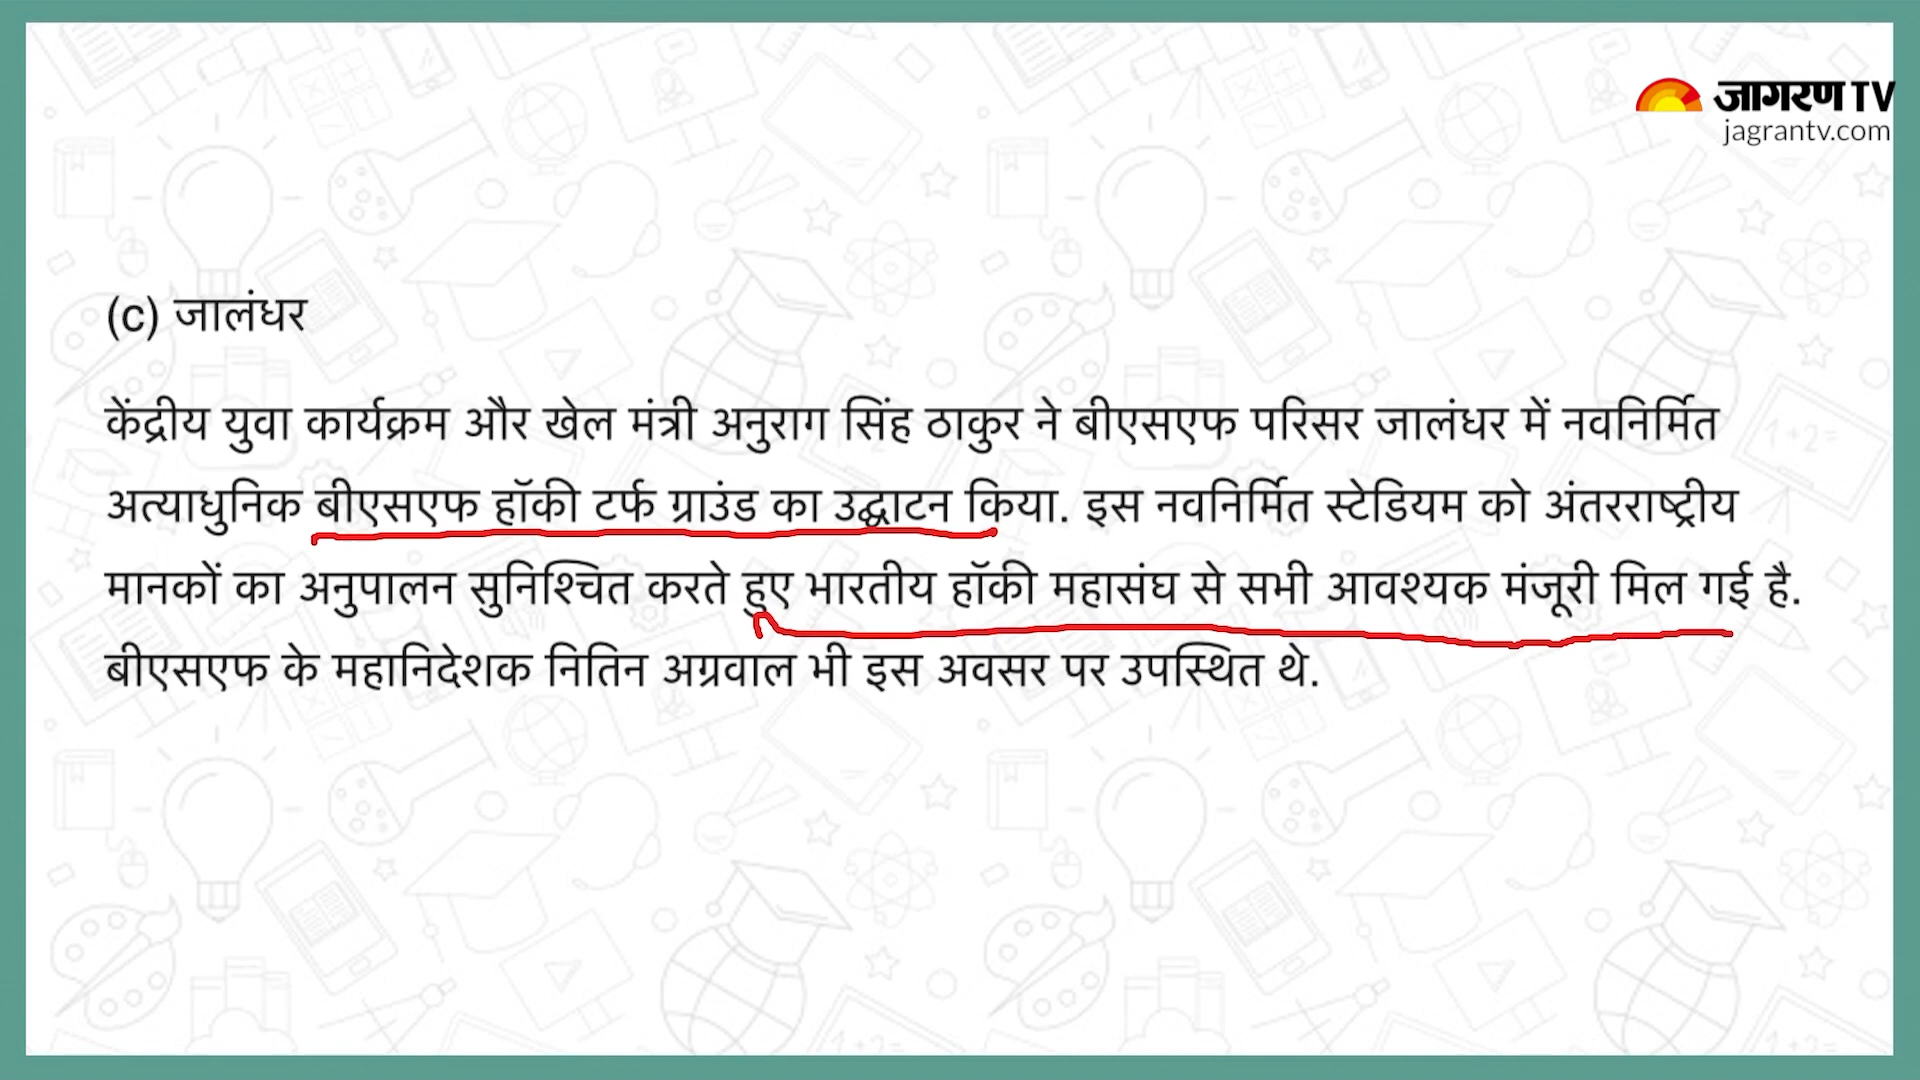 जागरण TV
jagrantv.com
(c) जालंधर
केंद्रीय युवा कार्यक्रम और खेल मंत्री अनुराग सिंह ठाकुर ने बीएसएफ परिसर जालंधर में नवनिर्मित
अत्याधुनिक बीएसएफ हॉकी टर्फ ग्राउंड का उद्घाटन किया. इस नवनिर्मित स्टेडियम को अंतरराष्ट्रीय
मानकों का अनुपालन सुनिश्चित करते हुए भारतीय हॉकी महासंघ से सभी आवश्यक मंजूरी मिल गई है.
बीएसएफ के महानिदेशक नितिन अग्रवाल भी इस अवसर पर उपस्थित थे.